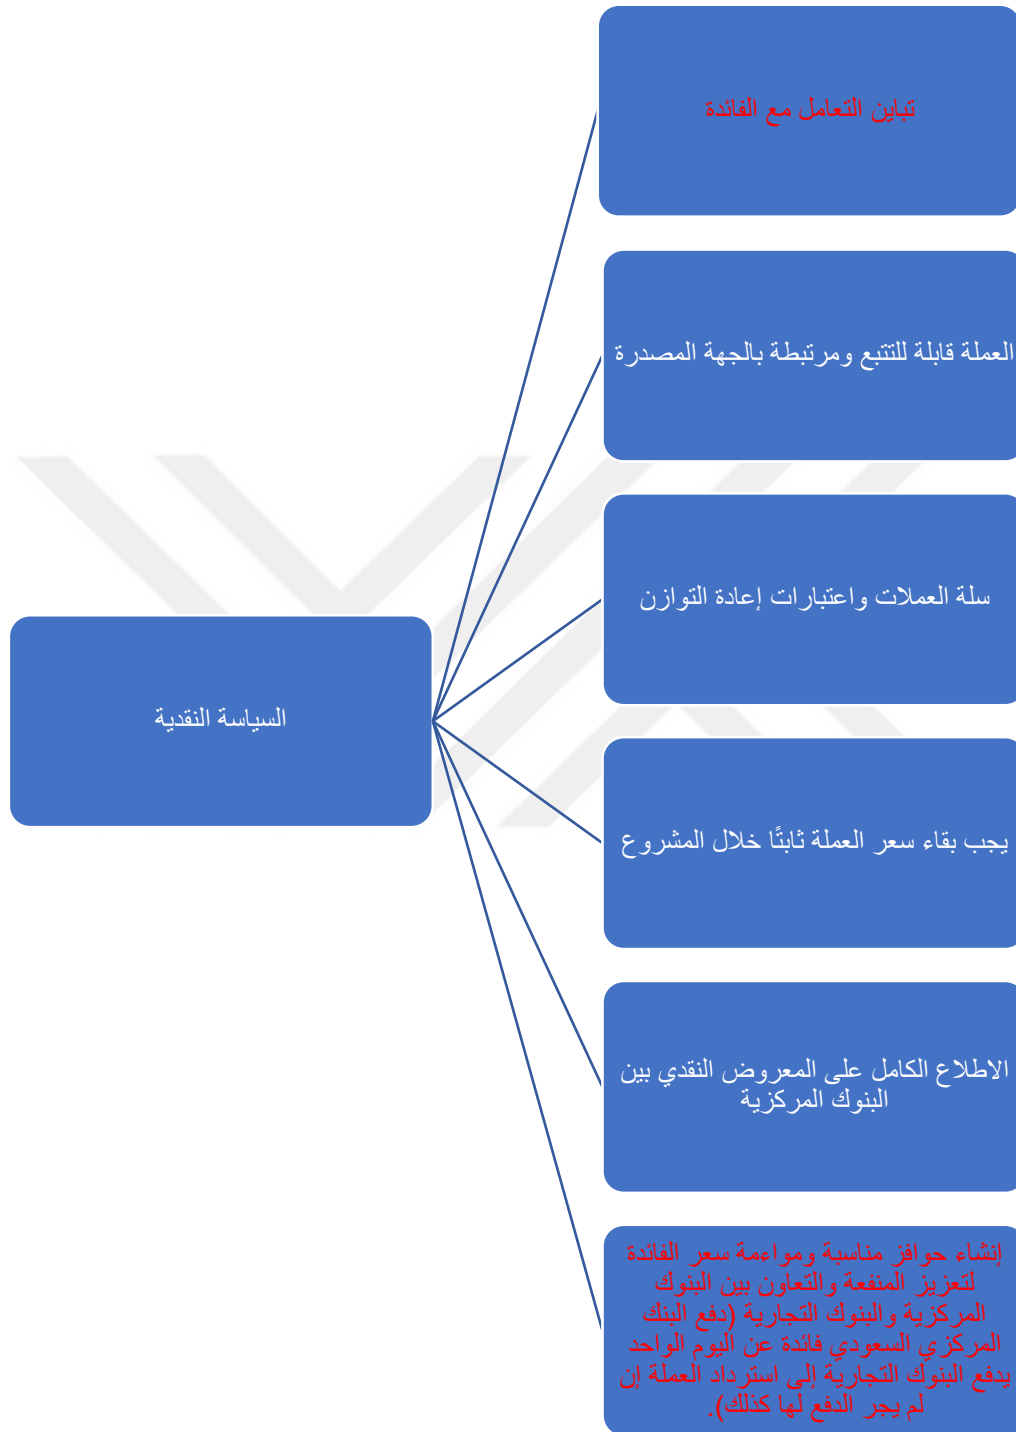 السياسة النقدية
تباين التعامل مع الفائدة
العملة قابلة للتتبع ومرتبطة بالجهة المصدرة
سلة العملات واعتبارات إعادة التوازن
يجب بقاء سعر العملة ثابتًا خلال المشروع
الاطلاع الكامل على المعروض النقدي بين
البنوك المركزية
إنشاء حوافز مناسبة ومواءمة سعر الفائدة
لتعزيز المنفعة والتعاون بين البنوك
المركزية والبنوك التجارية (دفع البنك
المركزي السعودي فائدة عن اليوم الواحد
يدفع البنوك التجارية إلى استرداد العملة إن
لم يجر الدفع لها كذلك).